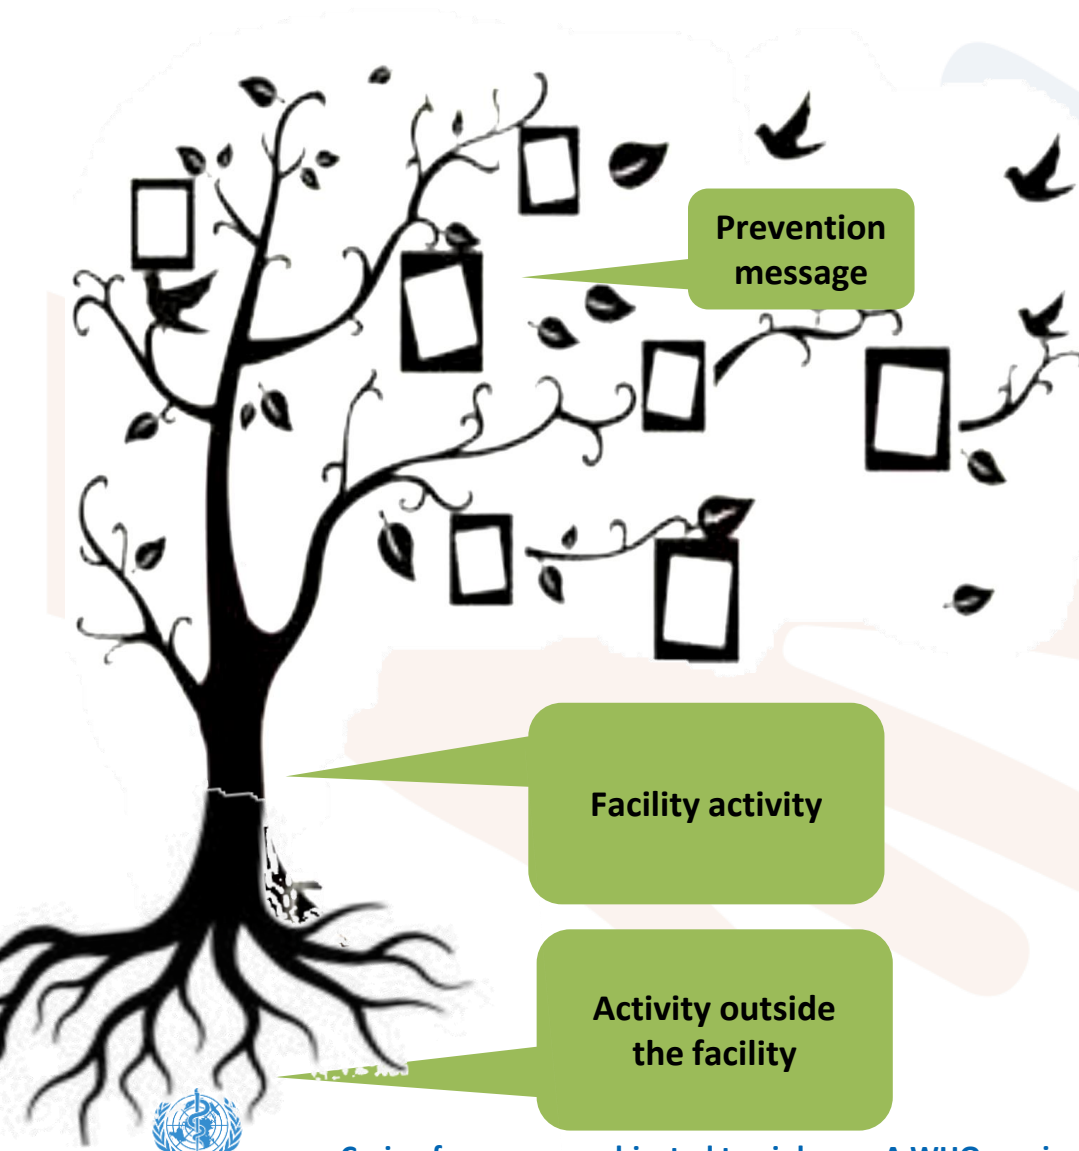 Prevention
message
Facility activity
Activity outside
the facility